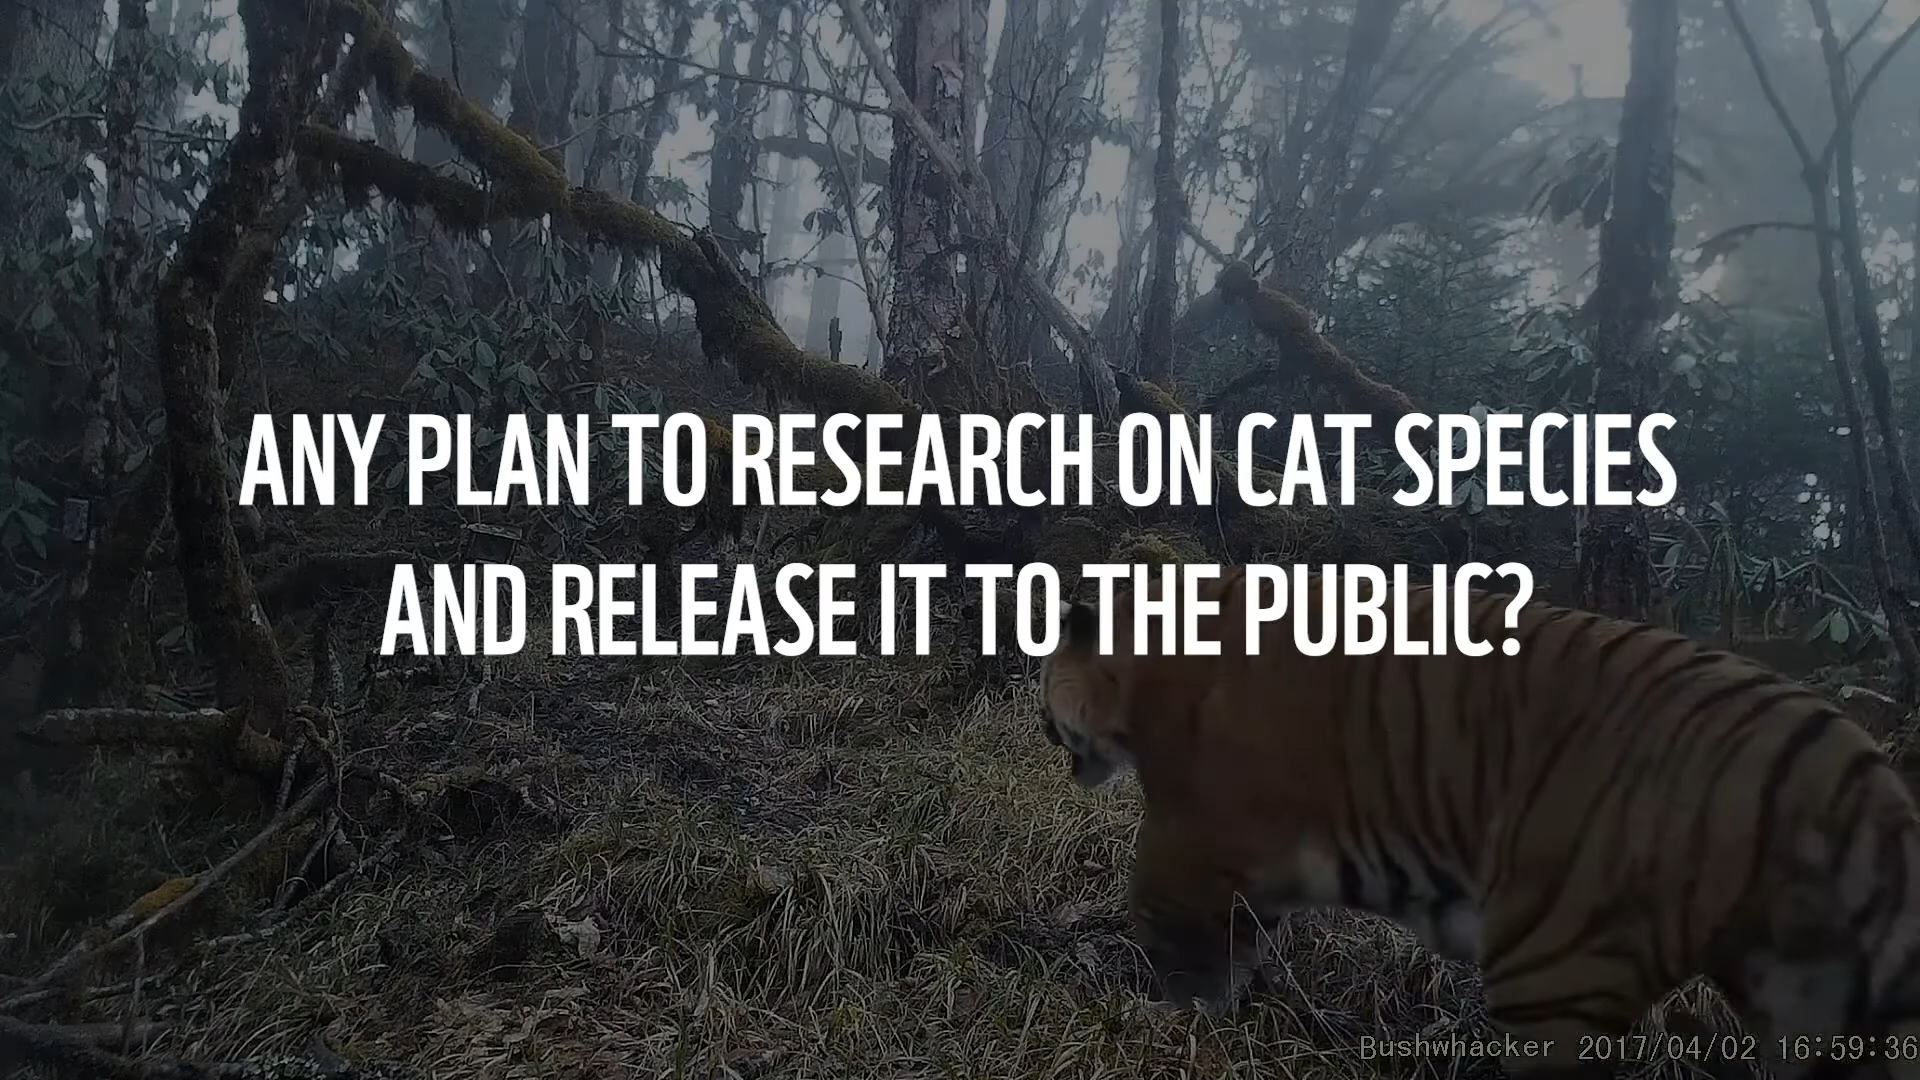 ANY PLAN TO RESEARCH ON CAT SPECIES
AND RELEASE IT TO THE PUBLIC?
Bushwhacker 2017/04/02 16:59:36